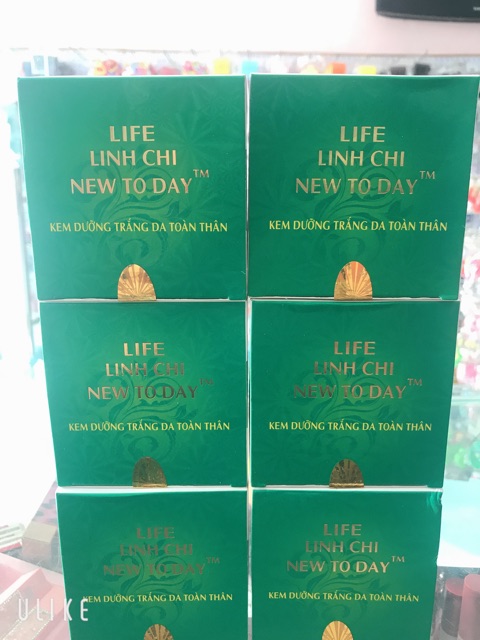 LIFE
LINH CHI
NEW TO DAY™
KEM DƯỠNG TRẮNG DA TOÀN THÂN
LIFE
LINH CHI
NEW TO DAY™
KEM DƯỠNG TRẮNG DA TOÀN THÂN
LIFE
LINH CHI
NEW TO DAY™
KEM DƯỠNG TRẮNG DA TOÀN THÂN
LIFE
LINH CHI
NEW TO DAY™
KEM DƯỠNG TRẮNG DA TOÀN THÂN
LIFE
LINH CHI
NEW TO DAY™
KEM DƯỠNG TRẮNG DA TOÀN THÂN
LIFE
LINH CHI
NEW TO DAY™
KEM DƯỠNG TRẮNG DA TOÀN THÂN
ULIKE